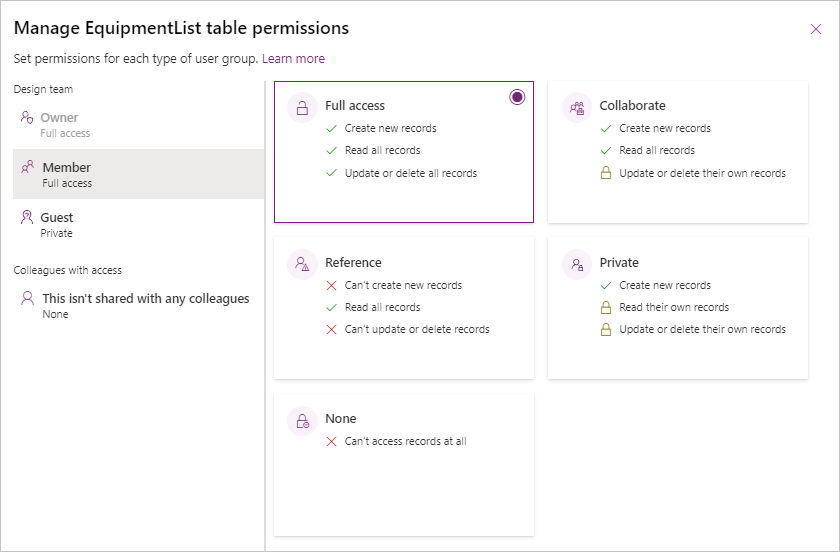 Manage EquipmentList table permissions
Set permissions for each type of user group. Learn more
Design team
Owner
Full access
Member
Full access
Guest
Private
Colleagues with access
This isn't shared with any colleagues
None
Full access
Create new records
Read all records
Update or delete all records
Collaborate
Create new records
Read all records
Update or delete their own records
Reference
Can't create new records
Read all records
Can't update or delete records
Private
Create new records
Read their own records
Update or delete their own records
None
Can't access records at all